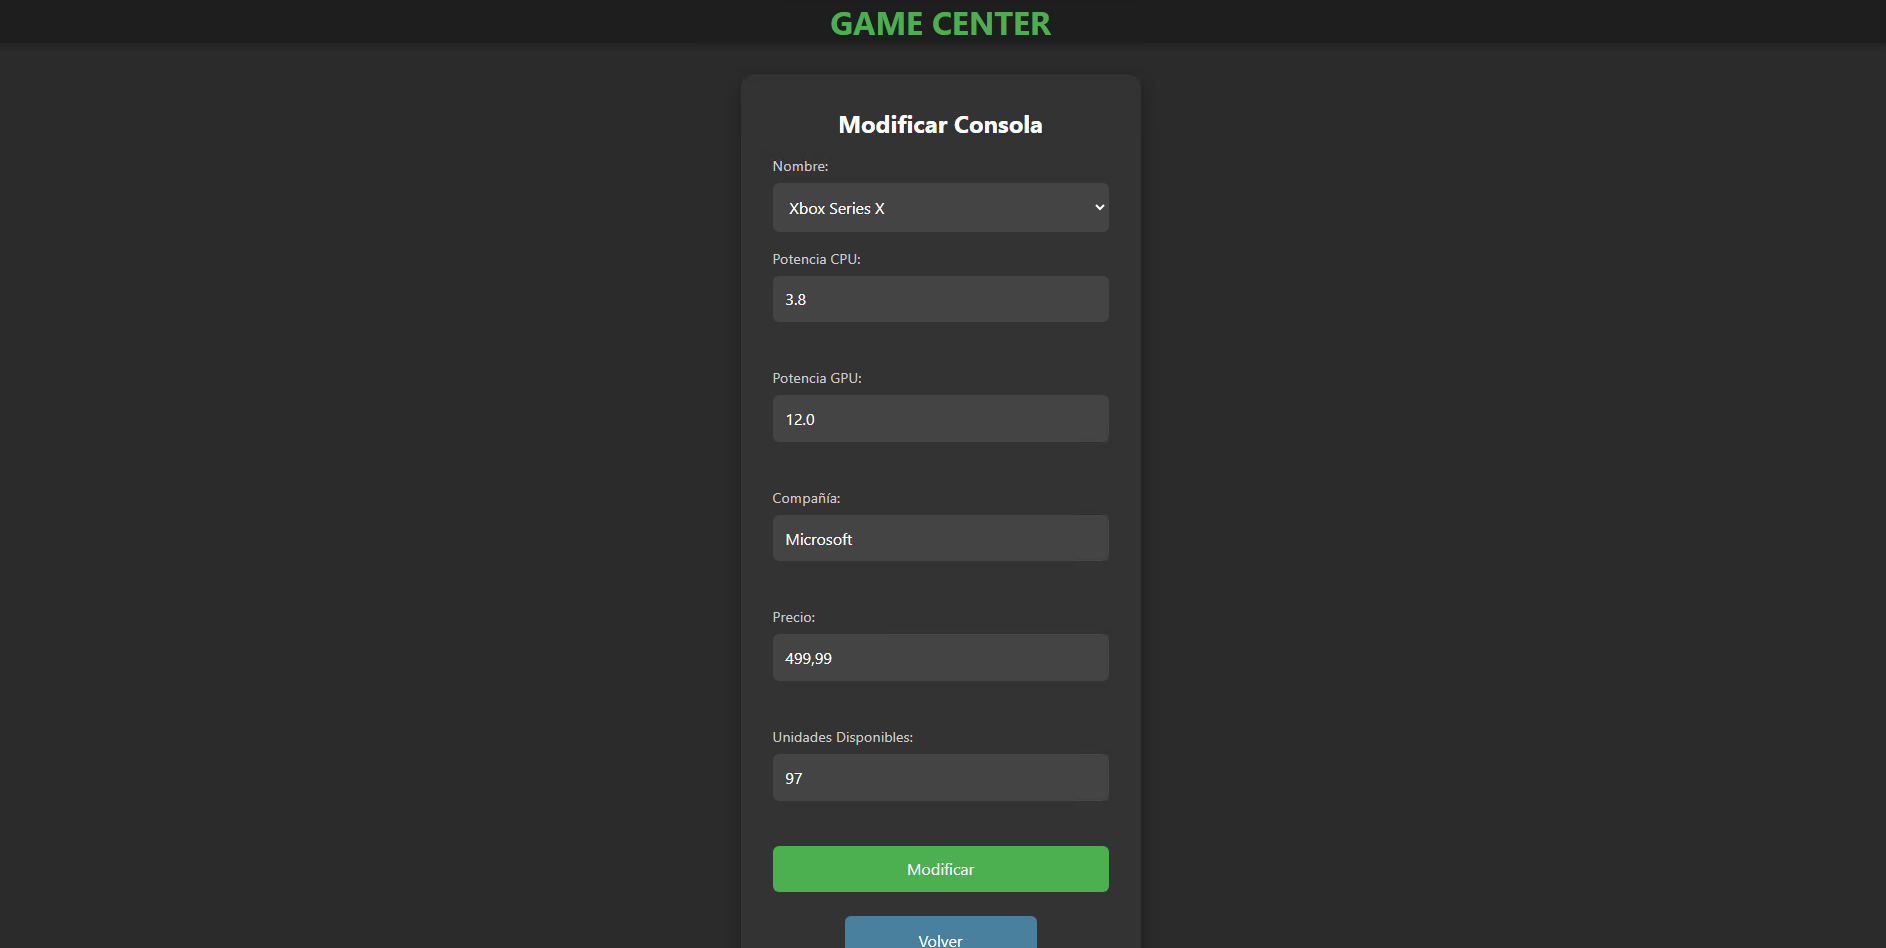 GAME CENTER
Modificar Consola
Nombre:
Xbox Series X
Potencia CPU:
3.8
Potencia GPU:
12.0
Compañía:
Microsoft
Precio:
499,99
Unidades Disponibles:
97
Modificar
Volver